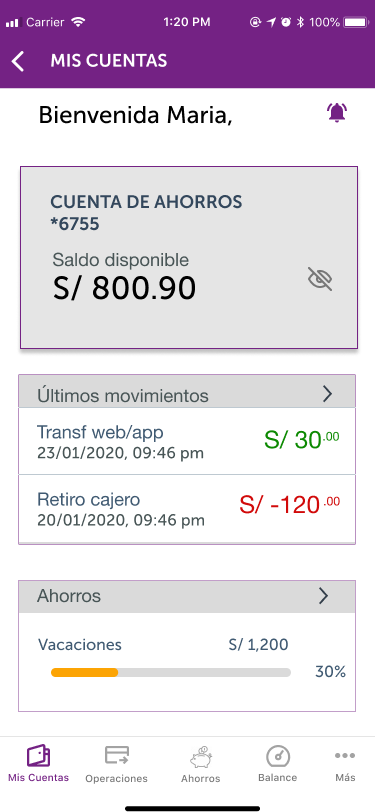 Carrier 1:20 PM 100%
MIS CUENTAS
Bienvenida Maria,
CUENTA DE AHORROS
*6755
Saldo disponible
S/ 800.90
Últimos movimientos
Transf web/app S/ 30.00
23/01/2020, 09:46 pm
Retiro cajero S/ -120.00
20/01/2020, 09:46 pm
Ahorros
Vacaciones S/ 1,200
30%
Mis Cuentas Operaciones Ahorros Balance Más